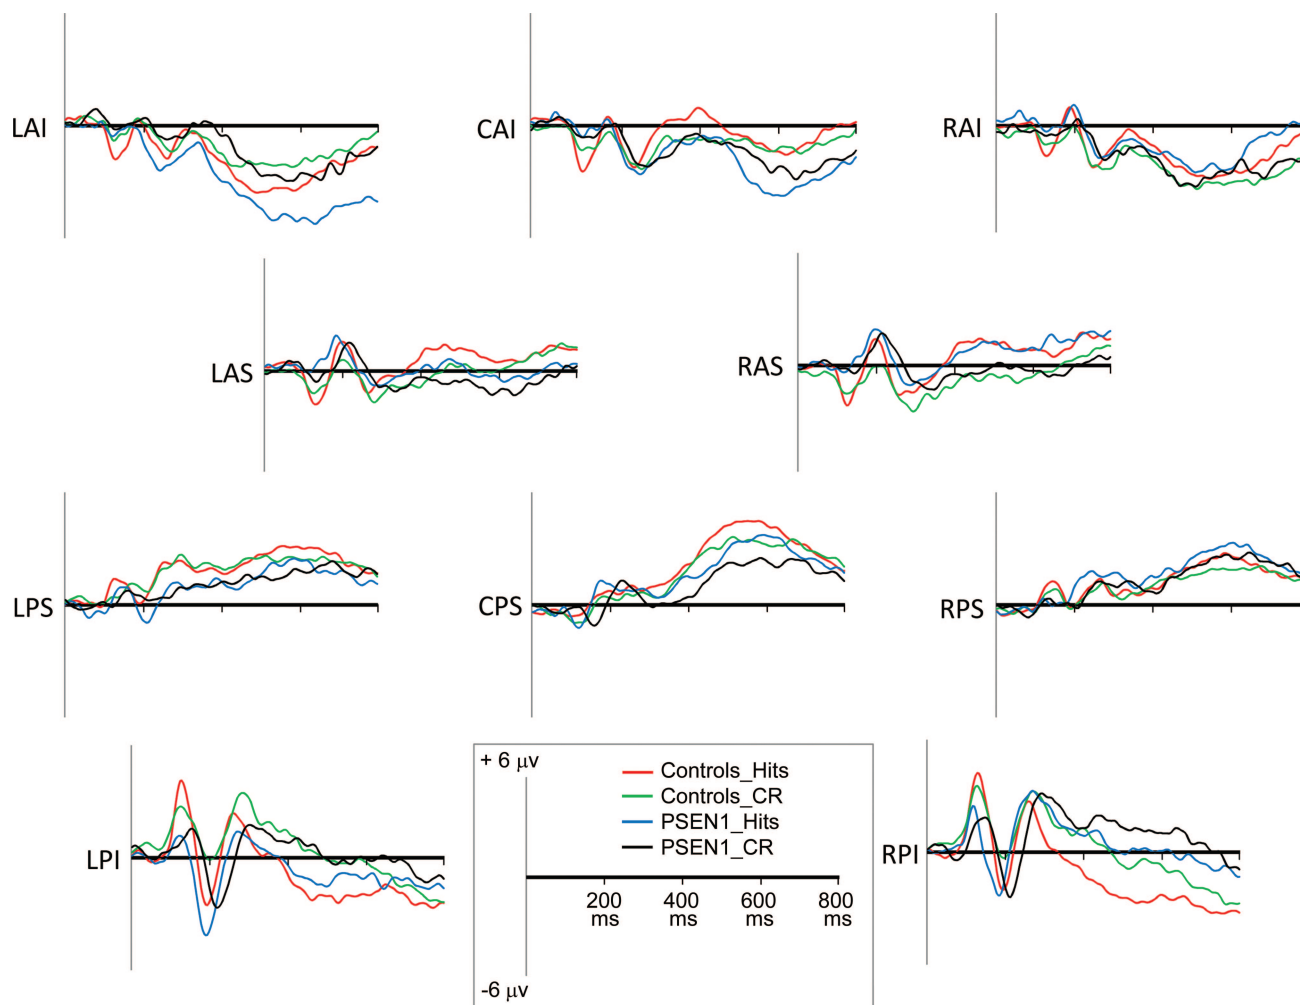 LAI
CAI
RAI
LAS
RAS
LPS
CPS
RPS
LPI
RPI
+ 6 μv
Controls_Hits
Controls_CR
PSEN1_Hits
PSEN1_CR
200 400 600 800
ms ms ms ms
-6 μv